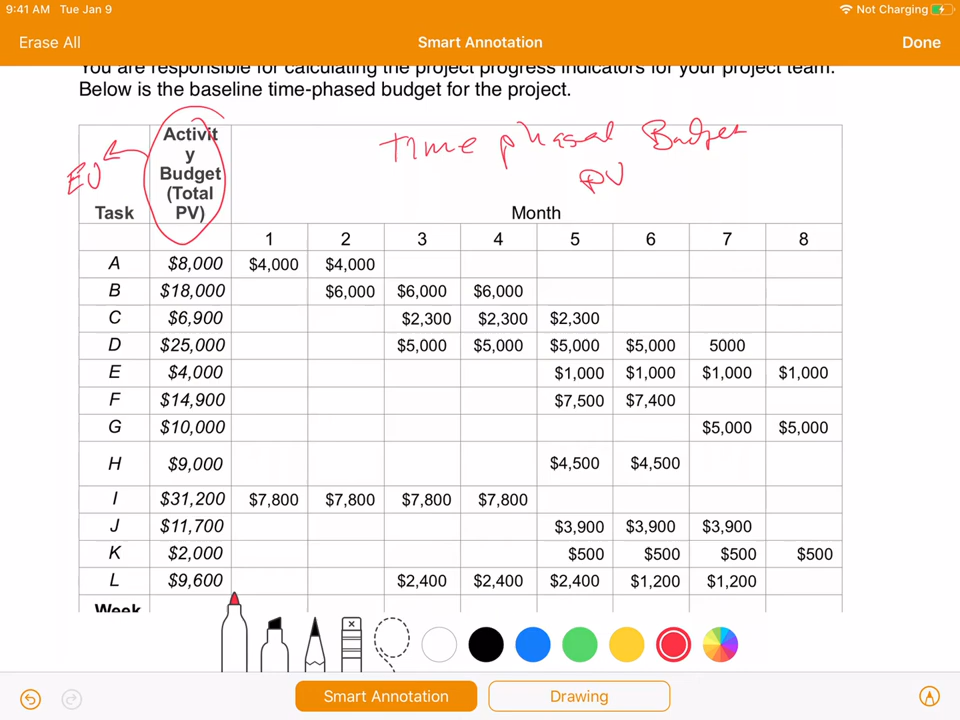 9:41 AM Tue Jan 9
Not Charging
Erase All
Smart Annotation
Done
You are responsible for calculating the project progress indicators for your project team.
Below is the baseline time-phased budget for the project.
Time phased Budget
PV
EV
Task
Activit
y
Budget
(Total
PV)
Month
1 2 3 4 5 6 7 8
A $8,000 $4,000 $4,000
B $18,000 $6,000 $6,000 $6,000
C $6,900 $2,300 $2,300 $2,300
D $25,000 $5,000 $5,000 $5,000 $5,000 5000
E $4,000 $1,000 $1,000 $1,000 $1,000
F $14,900 $7,500 $7,400
G $10,000 $5,000 $5,000
H $9,000 $4,500 $4,500
I $31,200 $7,800 $7,800 $7,800 $7,800
J $11,700 $3,900 $3,900 $3,900
K $2,000 $500 $500 $500 $500
L $9,600 $2,400 $2,400 $2,400 $1,200 $1,200
Week
Smart Annotation
Drawing